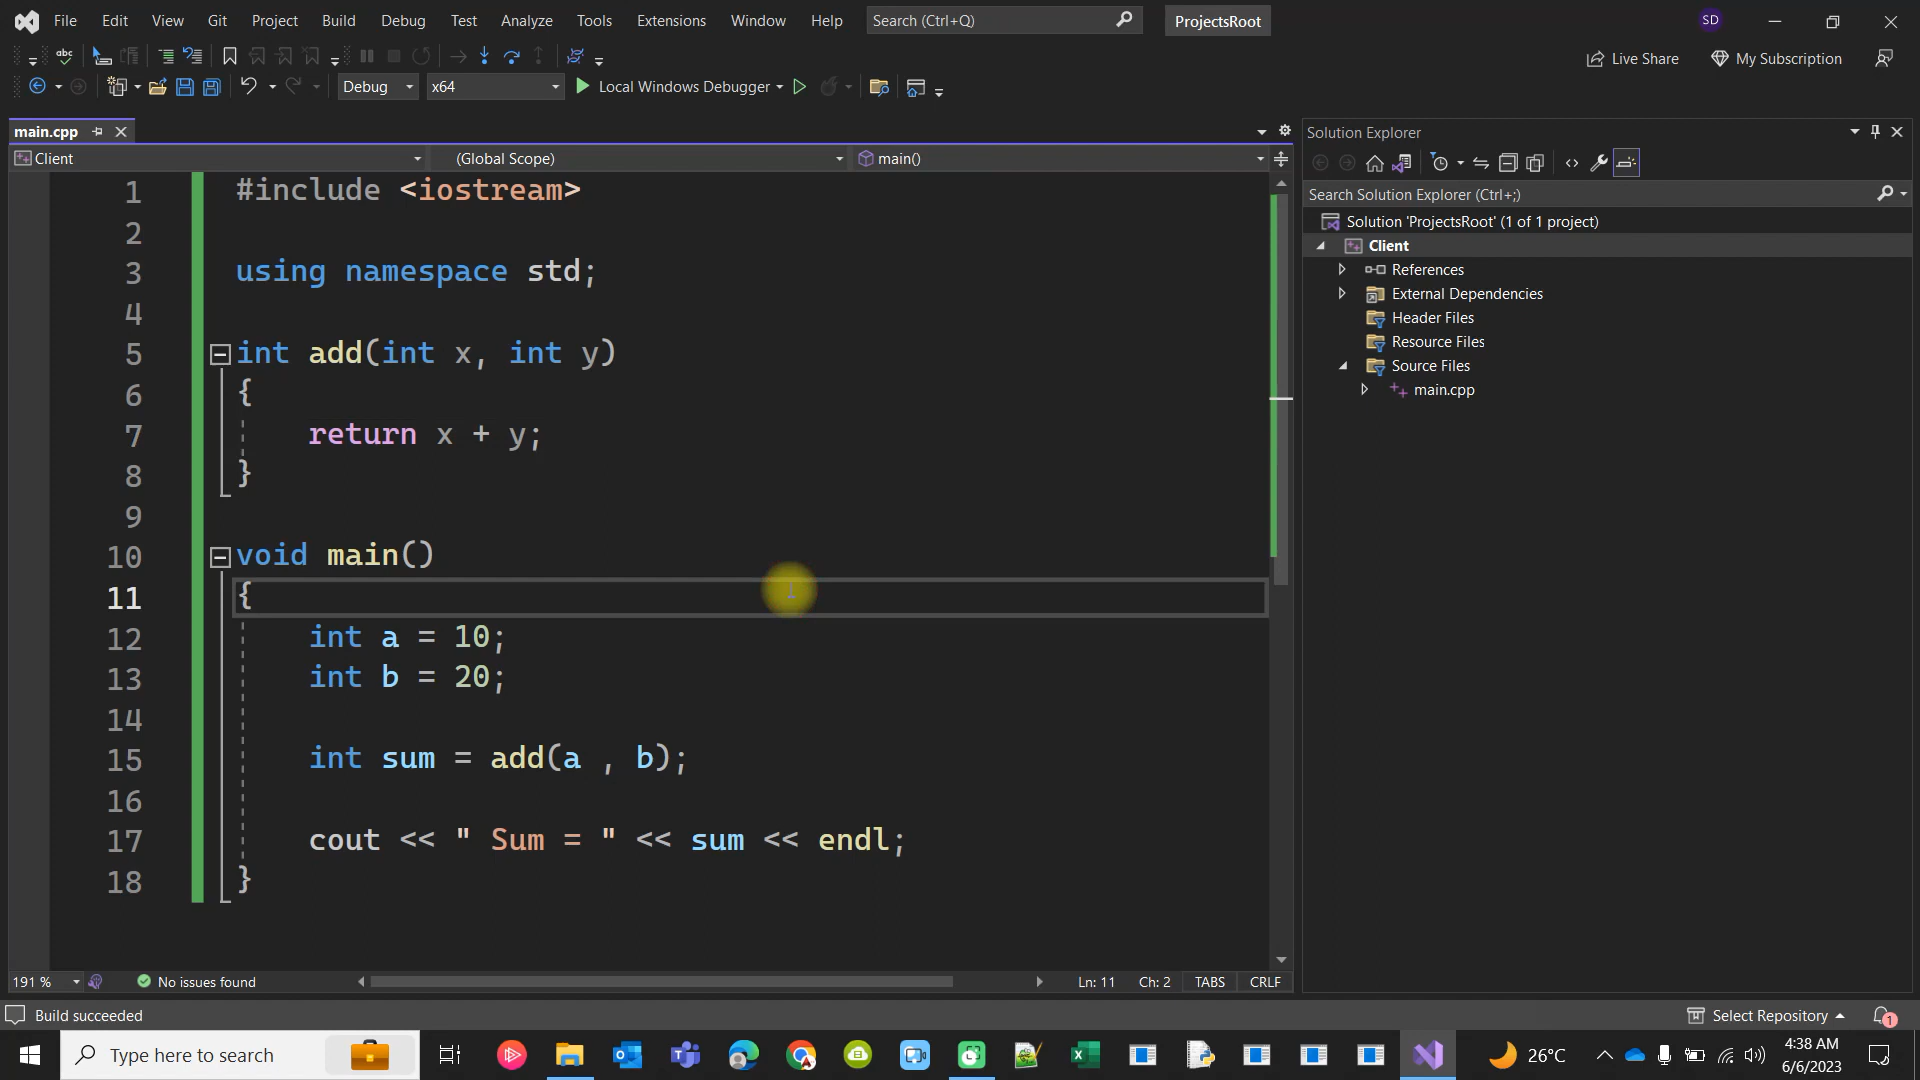 File Edit View Git Project Build Debug Test Analyze Tools Extensions Window Help Search (Ctrl+Q) ProjectsRoot SD
abc Live Share My Subscription
Debug x64 Local Windows Debugger
main.cpp
Client (Global Scope) main()
1 #include <iostream>
2
3 using namespace std;
4
5 int add(int x, int y)
6 {
7 return x + y;
8 }
9
10 void main()
11 {
12 int a = 10;
13 int b = 20;
14
15 int sum = add(a , b);
16
17 cout << " Sum = " << sum << endl;
18 }
191 % No issues found Ln: 11 Ch: 2 TABS CRLF
Solution Explorer
Search Solution Explorer (Ctrl+;)
Solution 'ProjectsRoot' (1 of 1 project)
Client
References
External Dependencies
Header Files
Resource Files
Source Files
main.cpp
Build succeeded Select Repository 1
Type here to search 26°C 4:38 AM
6/6/2023